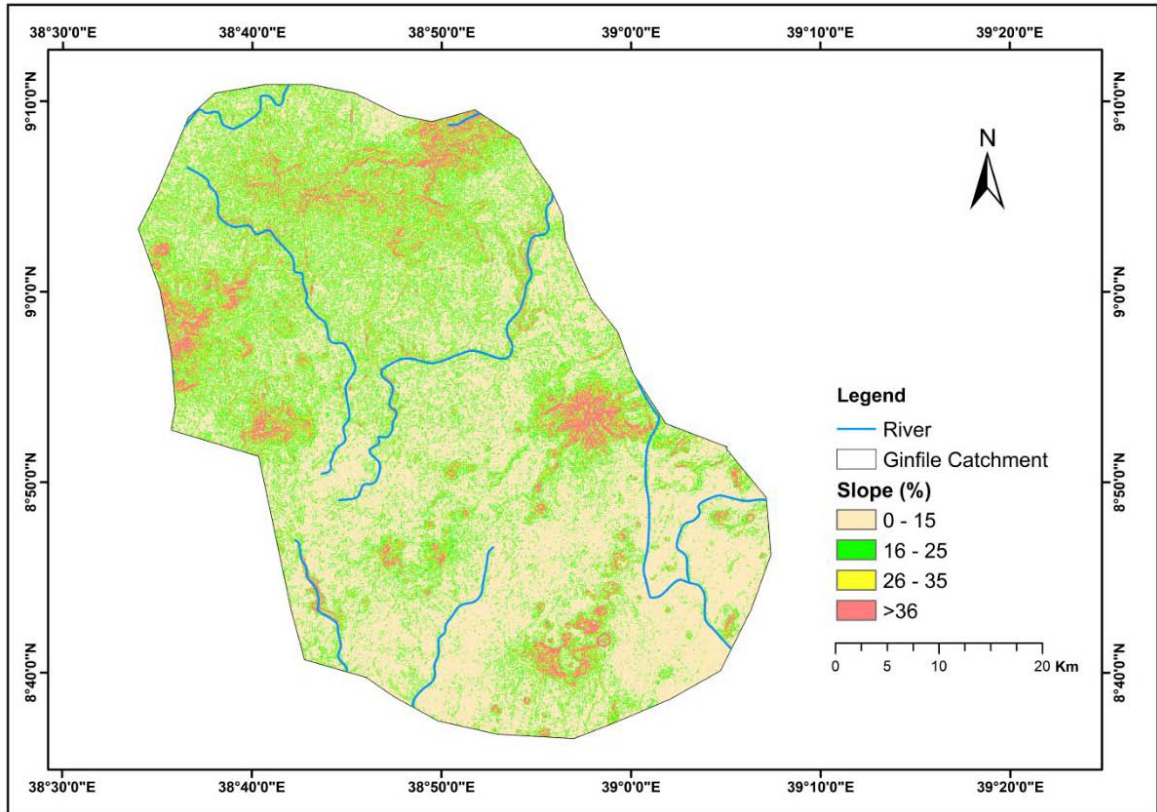 38°30'0"E 38°40'0"E 38°50'0"E 39°0'0"E 39°10'0"E 39°20'0"E
9°10'0"N
9°0'0"N
8°50'0"N
8°40'0"N
9°10'0"N
9°0'0"N
8°50'0"N
8°40'0"N
N
Legend
River
Ginfile Catchment
Slope (%)
0 - 15
16 - 25
26 - 35
>36
0 5 10 20 Km
38°30'0"E 38°40'0"E 38°50'0"E 39°0'0"E 39°10'0"E 39°20'0"E